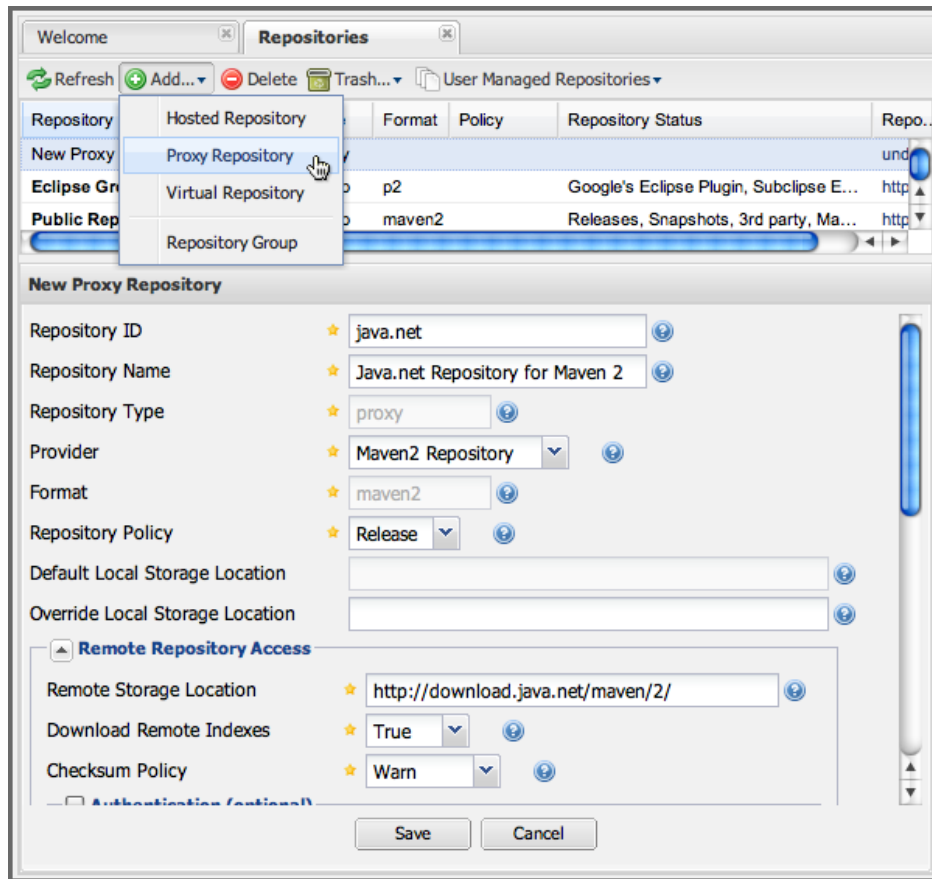 Welcome Repositories
Refresh Add... Delete Trash... User Managed Repositories
Repository Format Policy Repository Status Repo..
Hosted Repository
New Proxy und
Proxy Repository
Eclipse Gr p2 Google's Eclipse Plugin, Subclipse E... http
Virtual Repository
Public Rep maven2 Releases, Snapshots, 3rd party, Ma... http
Repository Group
New Proxy Repository
Repository ID java.net
Repository Name Java.net Repository for Maven 2
Repository Type proxy
Provider Maven2 Repository
Format maven2
Repository Policy Release
Default Local Storage Location
Override Local Storage Location
Remote Repository Access
Remote Storage Location http://download.java.net/maven/2/
Download Remote Indexes True
Checksum Policy Warn
Authentication (optional)
Save Cancel